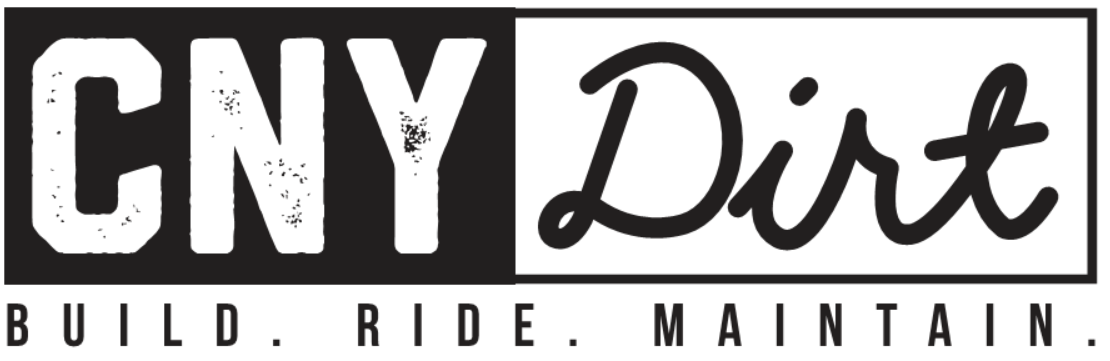 CNY Dirt
BUILD. RIDE. MAINTAIN.